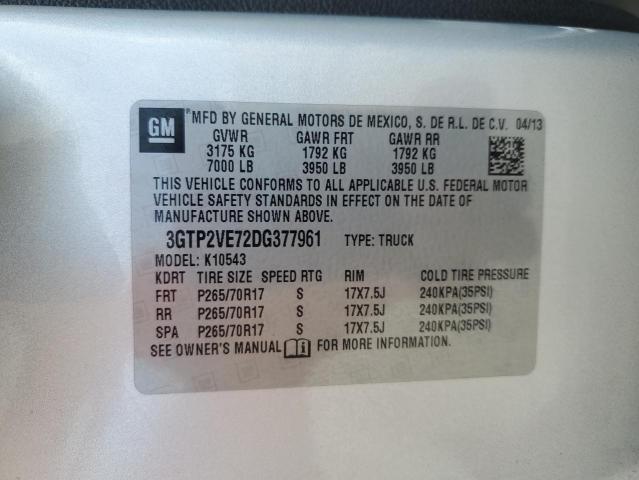 GM ® MFD BY GENERAL MOTORS DE MEXICO, S. DE R.L. DE C.V. 04/13
GVWR GAWR FRT GAWR RR
3175 KG 1792 KG 1792 KG
7000 LB 3950 LB 3950 LB
THIS VEHICLE CONFORMS TO ALL APPLICABLE U.S. FEDERAL MOTOR
VEHICLE SAFETY STANDARDS IN EFFECT ON THE DATE OF
MANUFACTURE SHOWN ABOVE.
3GTP2VE72DG377961 TYPE: TRUCK
MODEL: K10543
KDRT TIRE SIZE SPEED RTG RIM COLD TIRE PRESSURE
FRT P265/70R17 S 17X7.5J 240KPA(35PSI)
RR P265/70R17 S 17X7.5J 240KPA(35PSI)
SPA P265/70R17 S 17X7.5J 240KPA(35PSI)
SEE OWNER'S MANUAL FOR MORE INFORMATION.